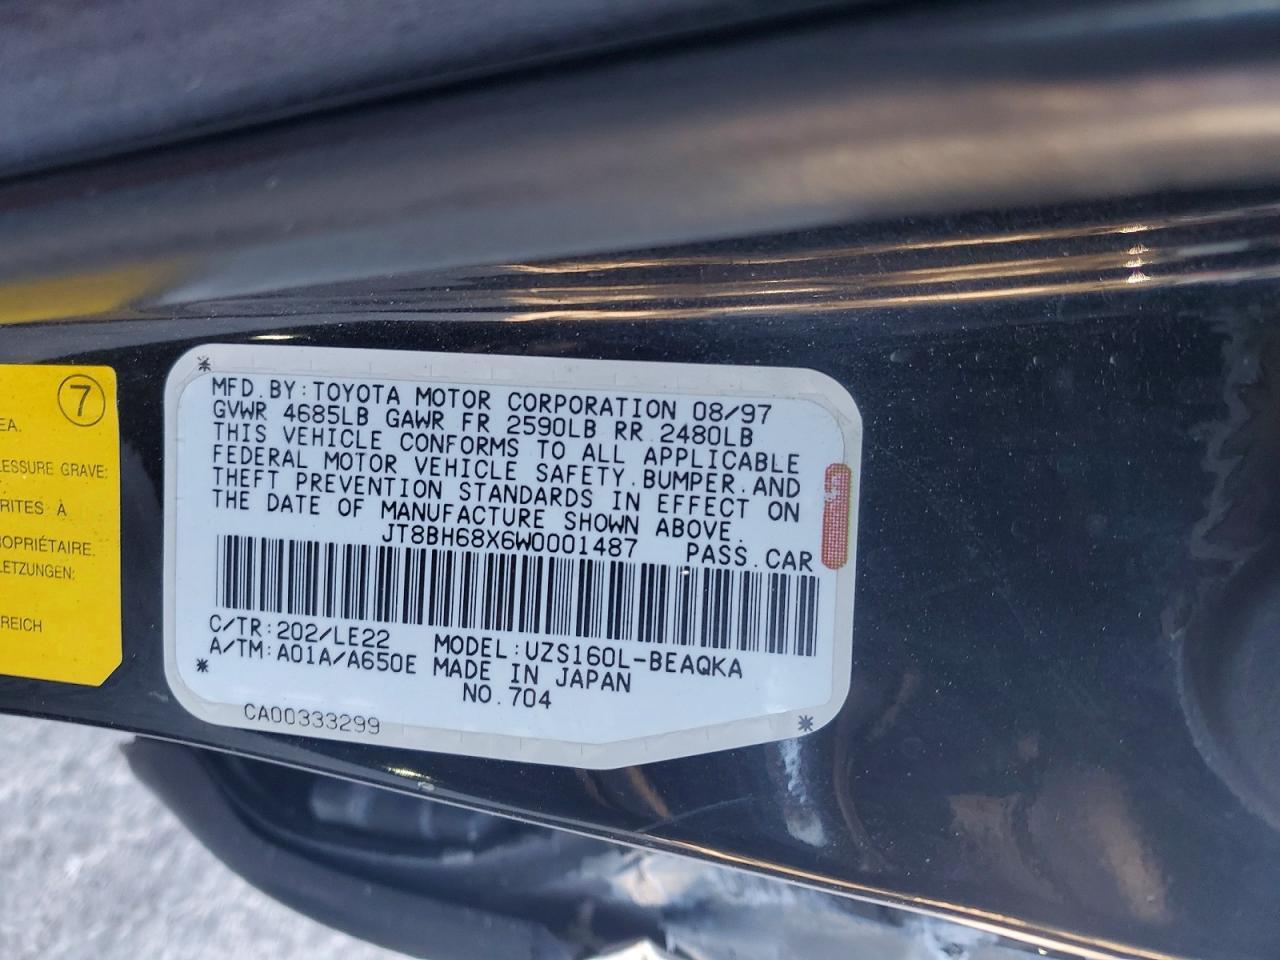 7
EA.
LESSURE GRAVE:
RITES À
OPRIÉTAIRE.
LETZUNGEN:
REICH
MFD. BY: TOYOTA MOTOR CORPORATION 08/97
GVWR 4685LB GAWR FR 2590LB RR 2480LB
THIS VEHICLE CONFORMS TO ALL APPLICABLE
FEDERAL MOTOR VEHICLE SAFETY. BUMPER. AND
THEFT PREVENTION STANDARDS IN EFFECT ON
THE DATE OF MANUFACTURE SHOWN ABOVE.
JT8BH68X6W0001487 PASS. CAR
C/TR: 202/LE22 MODEL: UZS160L-BEAQKA
A/TM: A01A/A650E MADE IN JAPAN
NO. 704
CA00333299